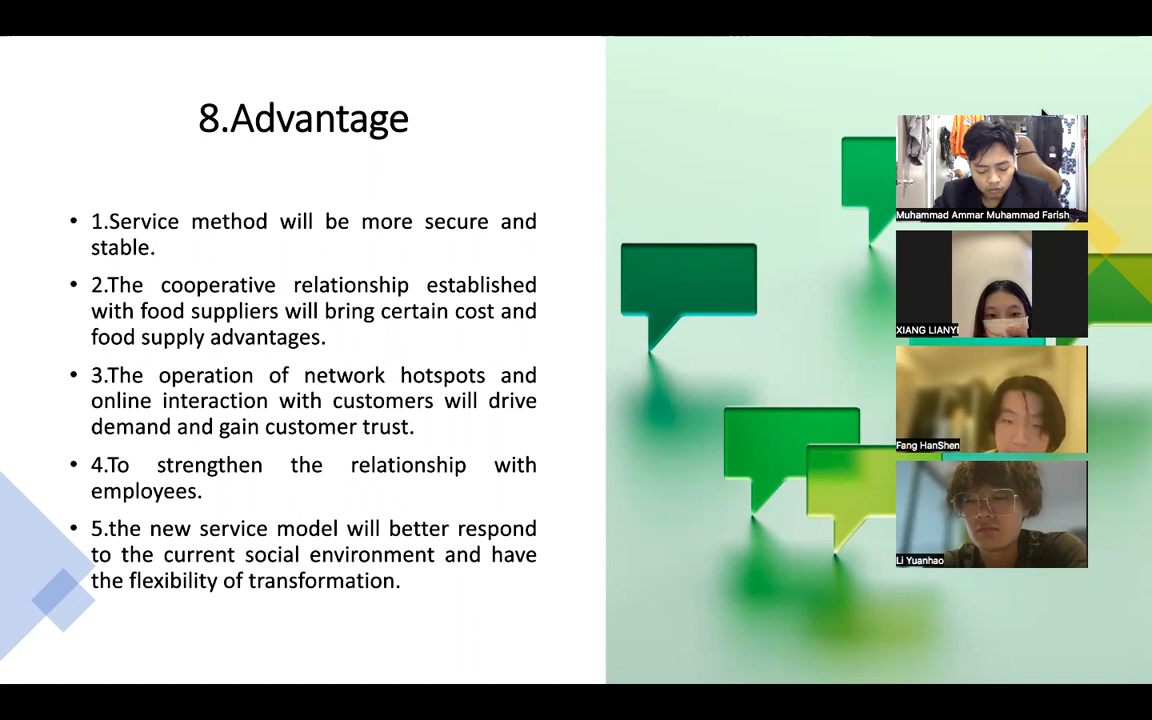 8.Advantage
• 1.Service method will be more secure and
stable.
• 2.The cooperative relationship established
with food suppliers will bring certain cost and
food supply advantages.
• 3.The operation of network hotspots and
online interaction with customers will drive
demand and gain customer trust.
• 4.To strengthen the relationship with
employees.
• 5.the new service model will better respond
to the current social environment and have
the flexibility of transformation.
Muhammad Ammar Muhammad Farish
XIANG LIANYI
Fang HanShen
Li Yuanhao